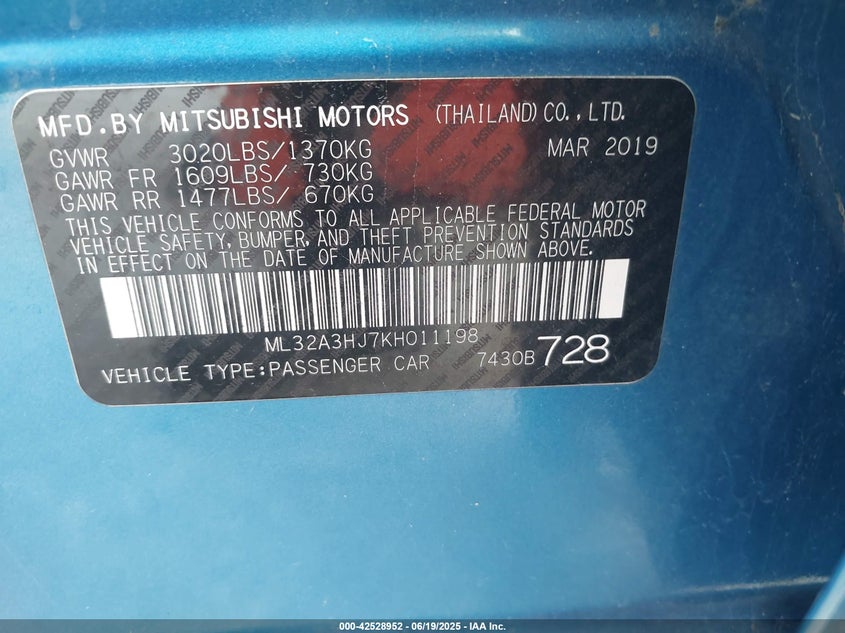 MFD.BY MITSUBISHI MOTORS (THAILAND)CO.,LTD.
GVWR 3020LBS/1370KG MAR 2019
GAWR FR 1609LBS/ 730KG
GAWR RR 1477LBS/ 670KG
THIS VEHICLE CONFORMS TO ALL APPLICABLE FEDERAL MOTOR
VEHICLE SAFETY, BUMPER, AND THEFT PREVENTION STANDARDS
IN EFFECT ON THE DATE OF MANUFACTURE SHOWN ABOVE.
ML32A3HJ7KH011198
VEHICLE TYPE:PASSENGER CAR 7430B 728
000-42528952 - 06/19/2025 - IAA Inc.